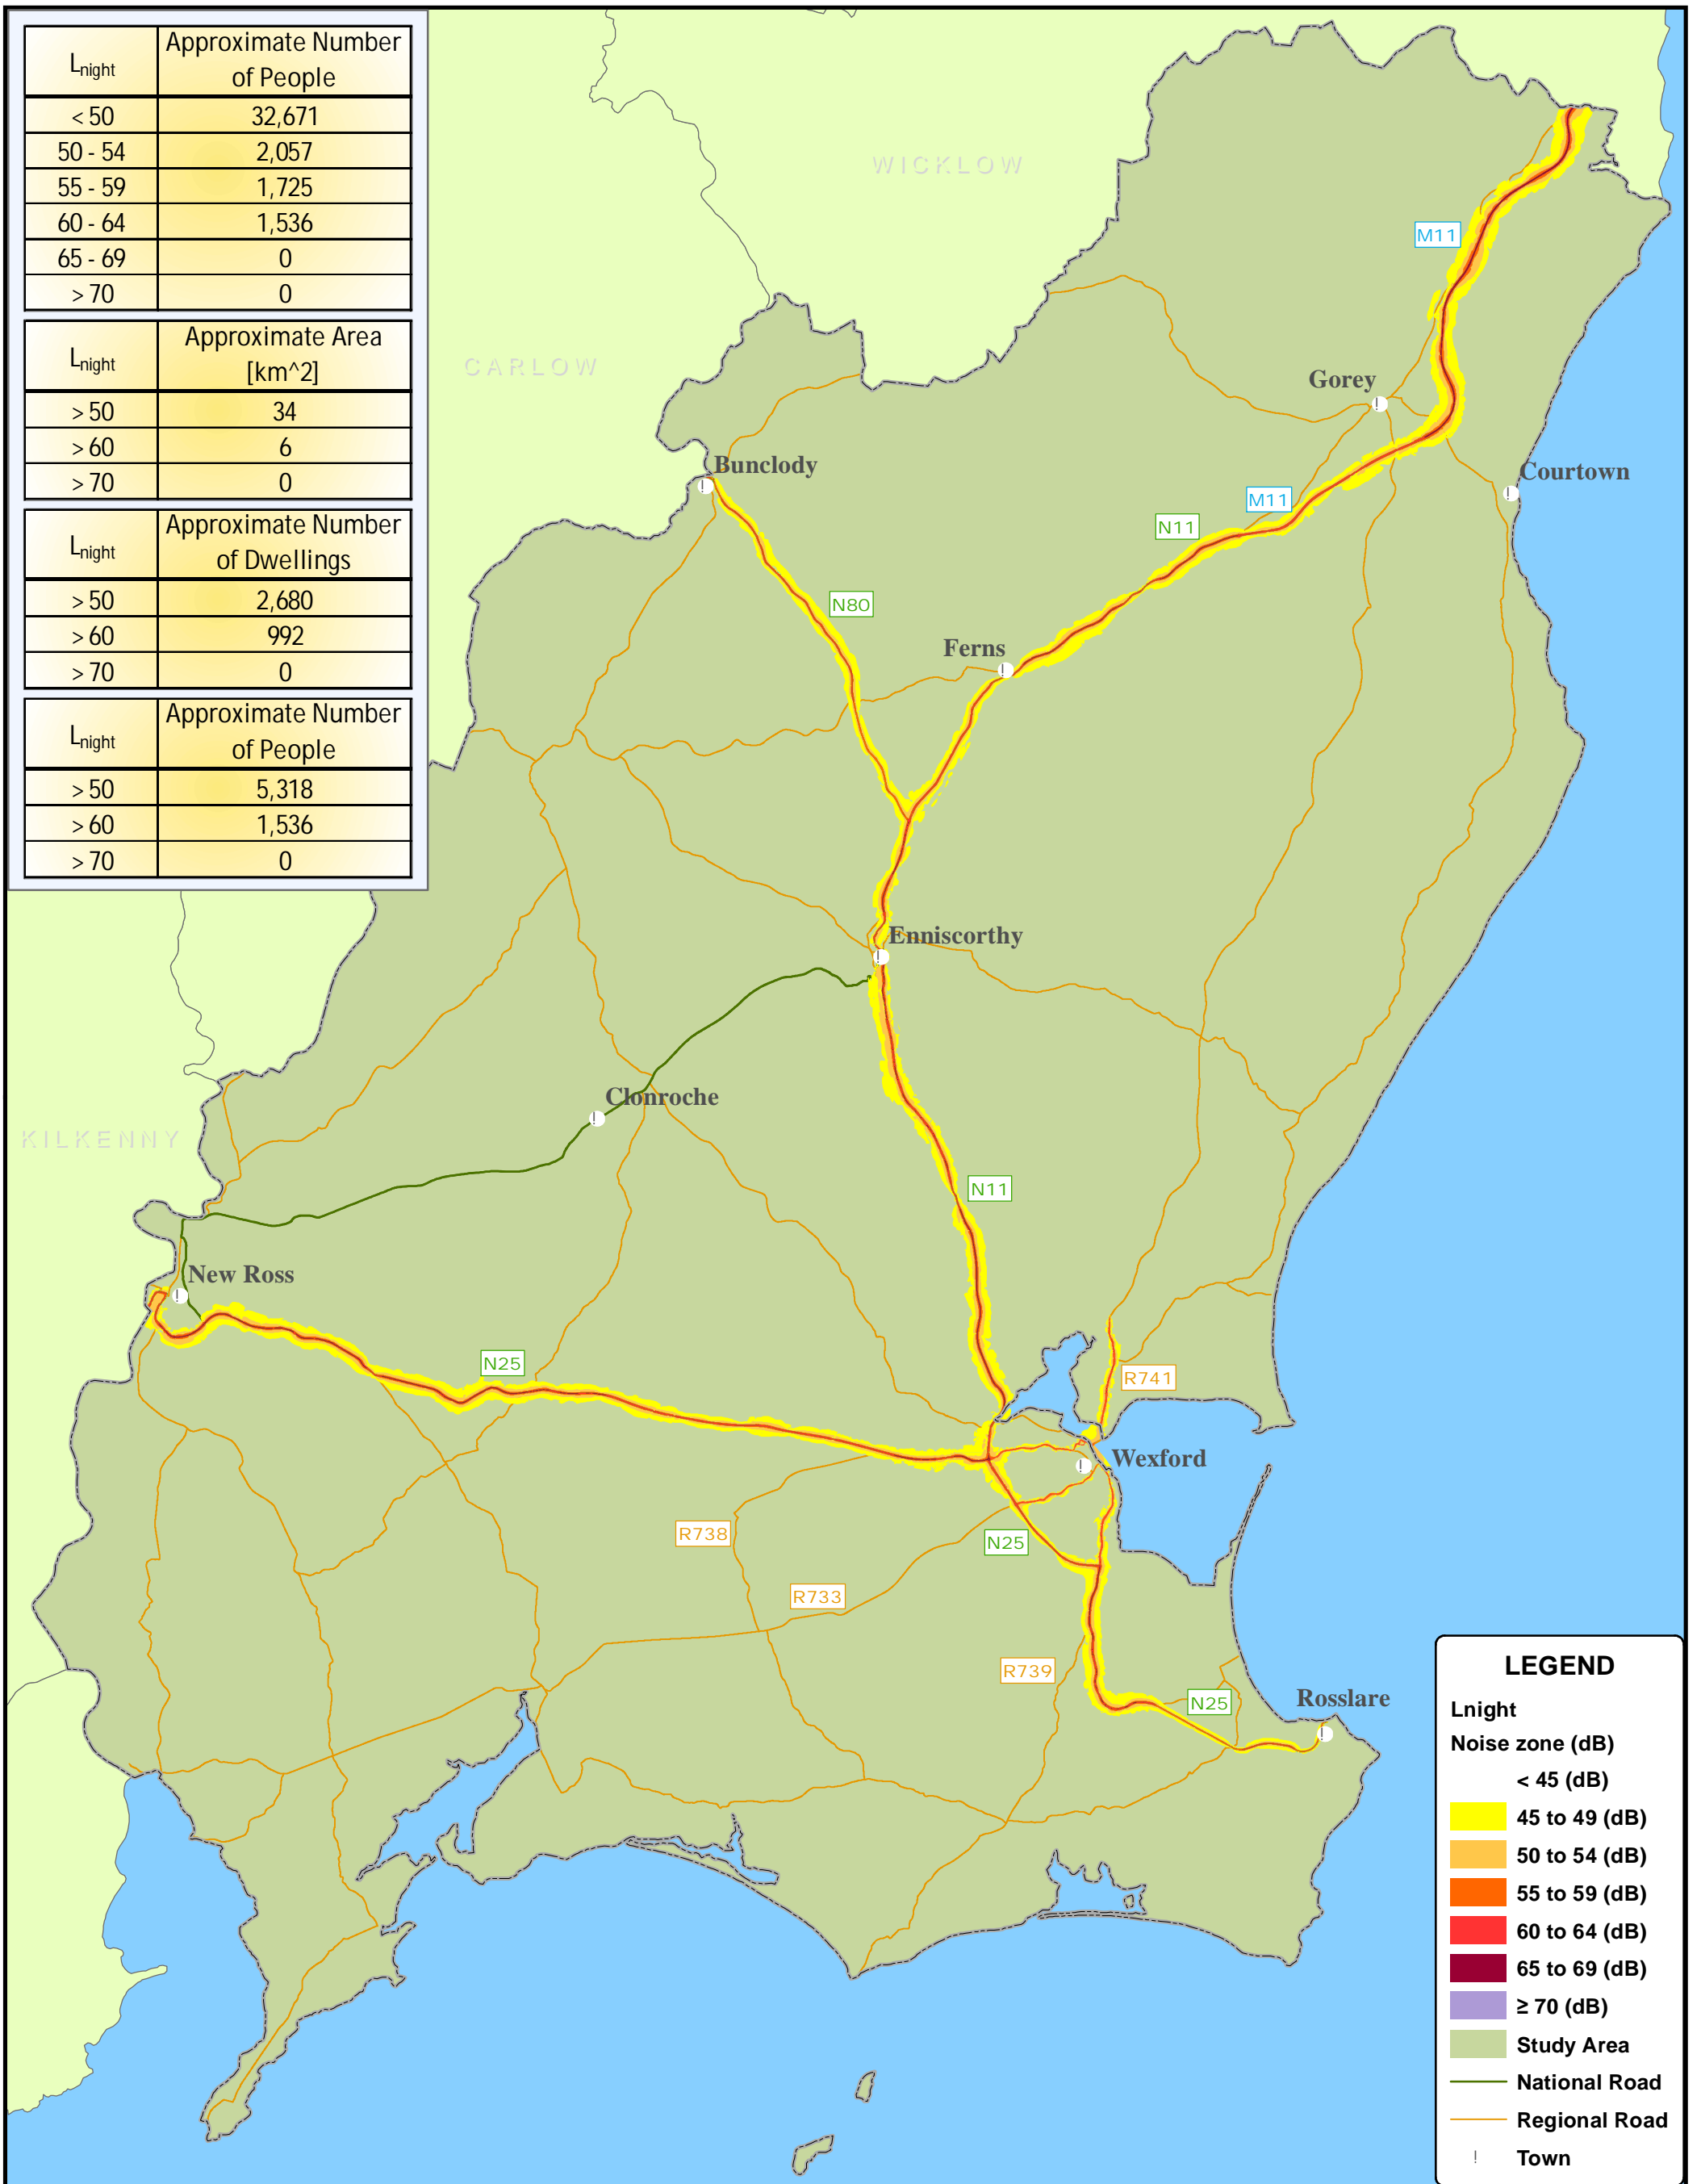 L_night Approximate Number of People
< 50 32,671
50 - 54 2,057
55 - 59 1,725
60 - 64 1,536
65 - 69 0
> 70 0
L_night Approximate Area [km^2]
> 50 34
> 60 6
> 70 0
L_night Approximate Number of Dwellings
> 50 2,680
> 60 992
> 70 0
L_night Approximate Number of People
> 50 5,318
> 60 1,536
> 70 0
WICKLOW
M11
CARLOW
Gorey
Bunclody
Courtown
M11
N11
N80
Ferns
Enniscorthy
Clonroche
KILKENNY
N11
New Ross
N25
R741
Wexford
R738
N25
R733
R739
N25
Rosslare
LEGEND
Lnight
Noise zone (dB)
< 45 (dB)
45 to 49 (dB)
50 to 54 (dB)
55 to 59 (dB)
60 to 64 (dB)
65 to 69 (dB)
≥ 70 (dB)
Study Area
National Road
Regional Road
! Town